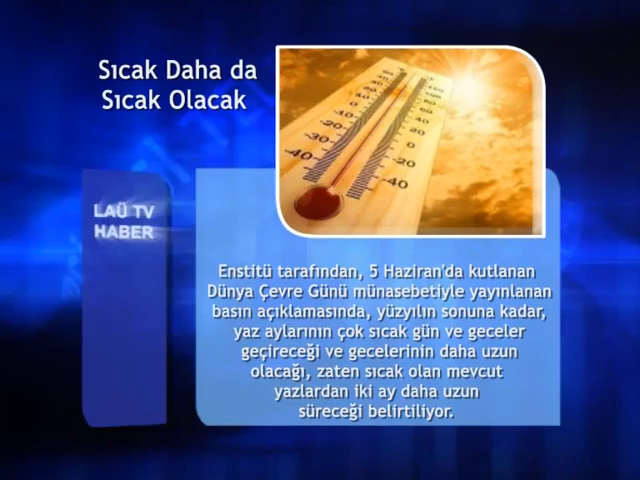 Sıcak Daha da
Sıcak Olacak
LAÜ TV
HABER
Enstitü tarafından, 5 Haziran'da kutlanan
Dünya Çevre Günü münasebetiyle yayınlanan
basın açıklamasında, yüzyılın sonuna kadar,
yaz aylarının çok sıcak gün ve geceler
geçireceği ve gecelerinin daha uzun
olacağı, zaten sıcak olan mevcut
yazlardan iki ay daha uzun
süreceği belirtiliyor.